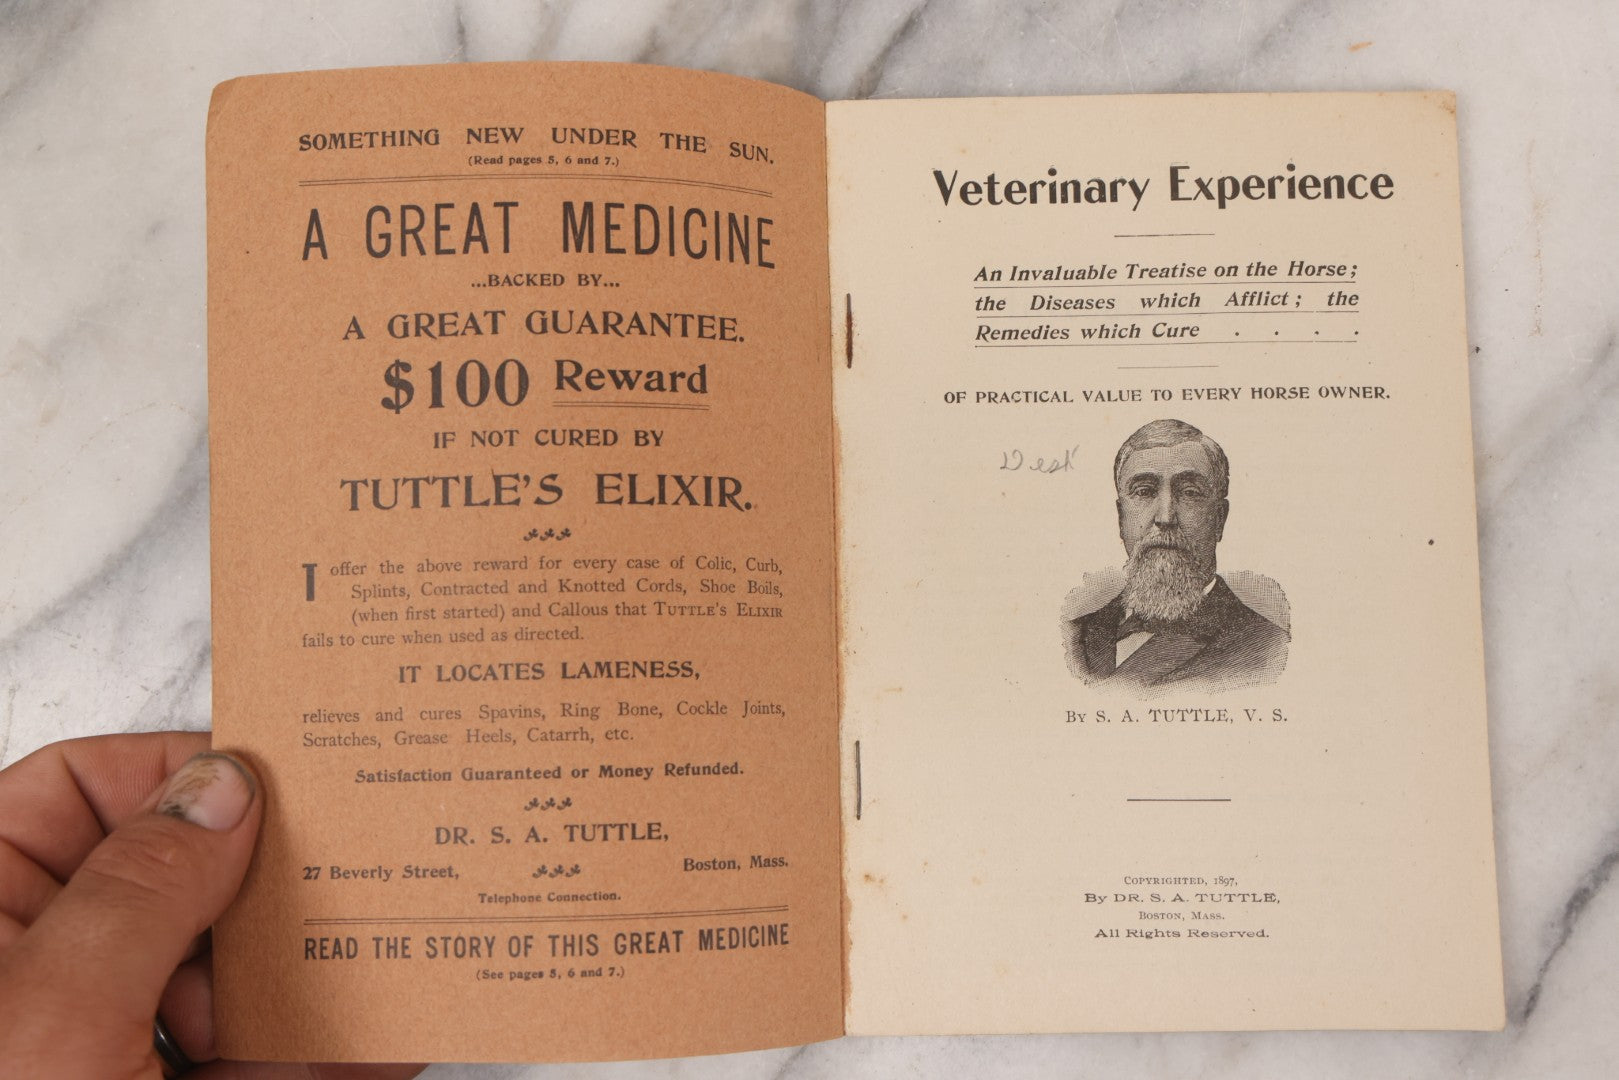 SOMETHING NEW UNDER THE SUN.
(Read pages 5, 6 and 7.)
A GREAT MEDICINE
...BACKED BY...
A GREAT GUARANTEE.
$100 Reward
IF NOT CURED BY
TUTTLE'S ELIXIR.
I offer the above reward for every case of Colic, Curb,
Splints, Contracted and Knotted Cords, Shoe Boils,
(when first started) and Callous that TUTTLE'S ELIXIR
fails to cure when used as directed.
IT LOCATES LAMENESS,
relieves and cures Spavins, Ring Bone, Cockle Joints,
Scratches, Grease Heels, Catarrh, etc.
Satisfaction Guaranteed or Money Refunded.
DR. S. A. TUTTLE,
27 Beverly Street, Boston, Mass.
Telephone Connection.
READ THE STORY OF THIS GREAT MEDICINE
(See pages 5, 6 and 7.)
Veterinary Experience
An Invaluable Treatise on the Horse;
the Diseases which Afflict; the
Remedies which Cure . . . .
OF PRACTICAL VALUE TO EVERY HORSE OWNER.
BY S. A. TUTTLE, V. S.
COPYRIGHTED, 1897,
By DR. S. A. TUTTLE,
BOSTON, MASS.
All Rights Reserved.